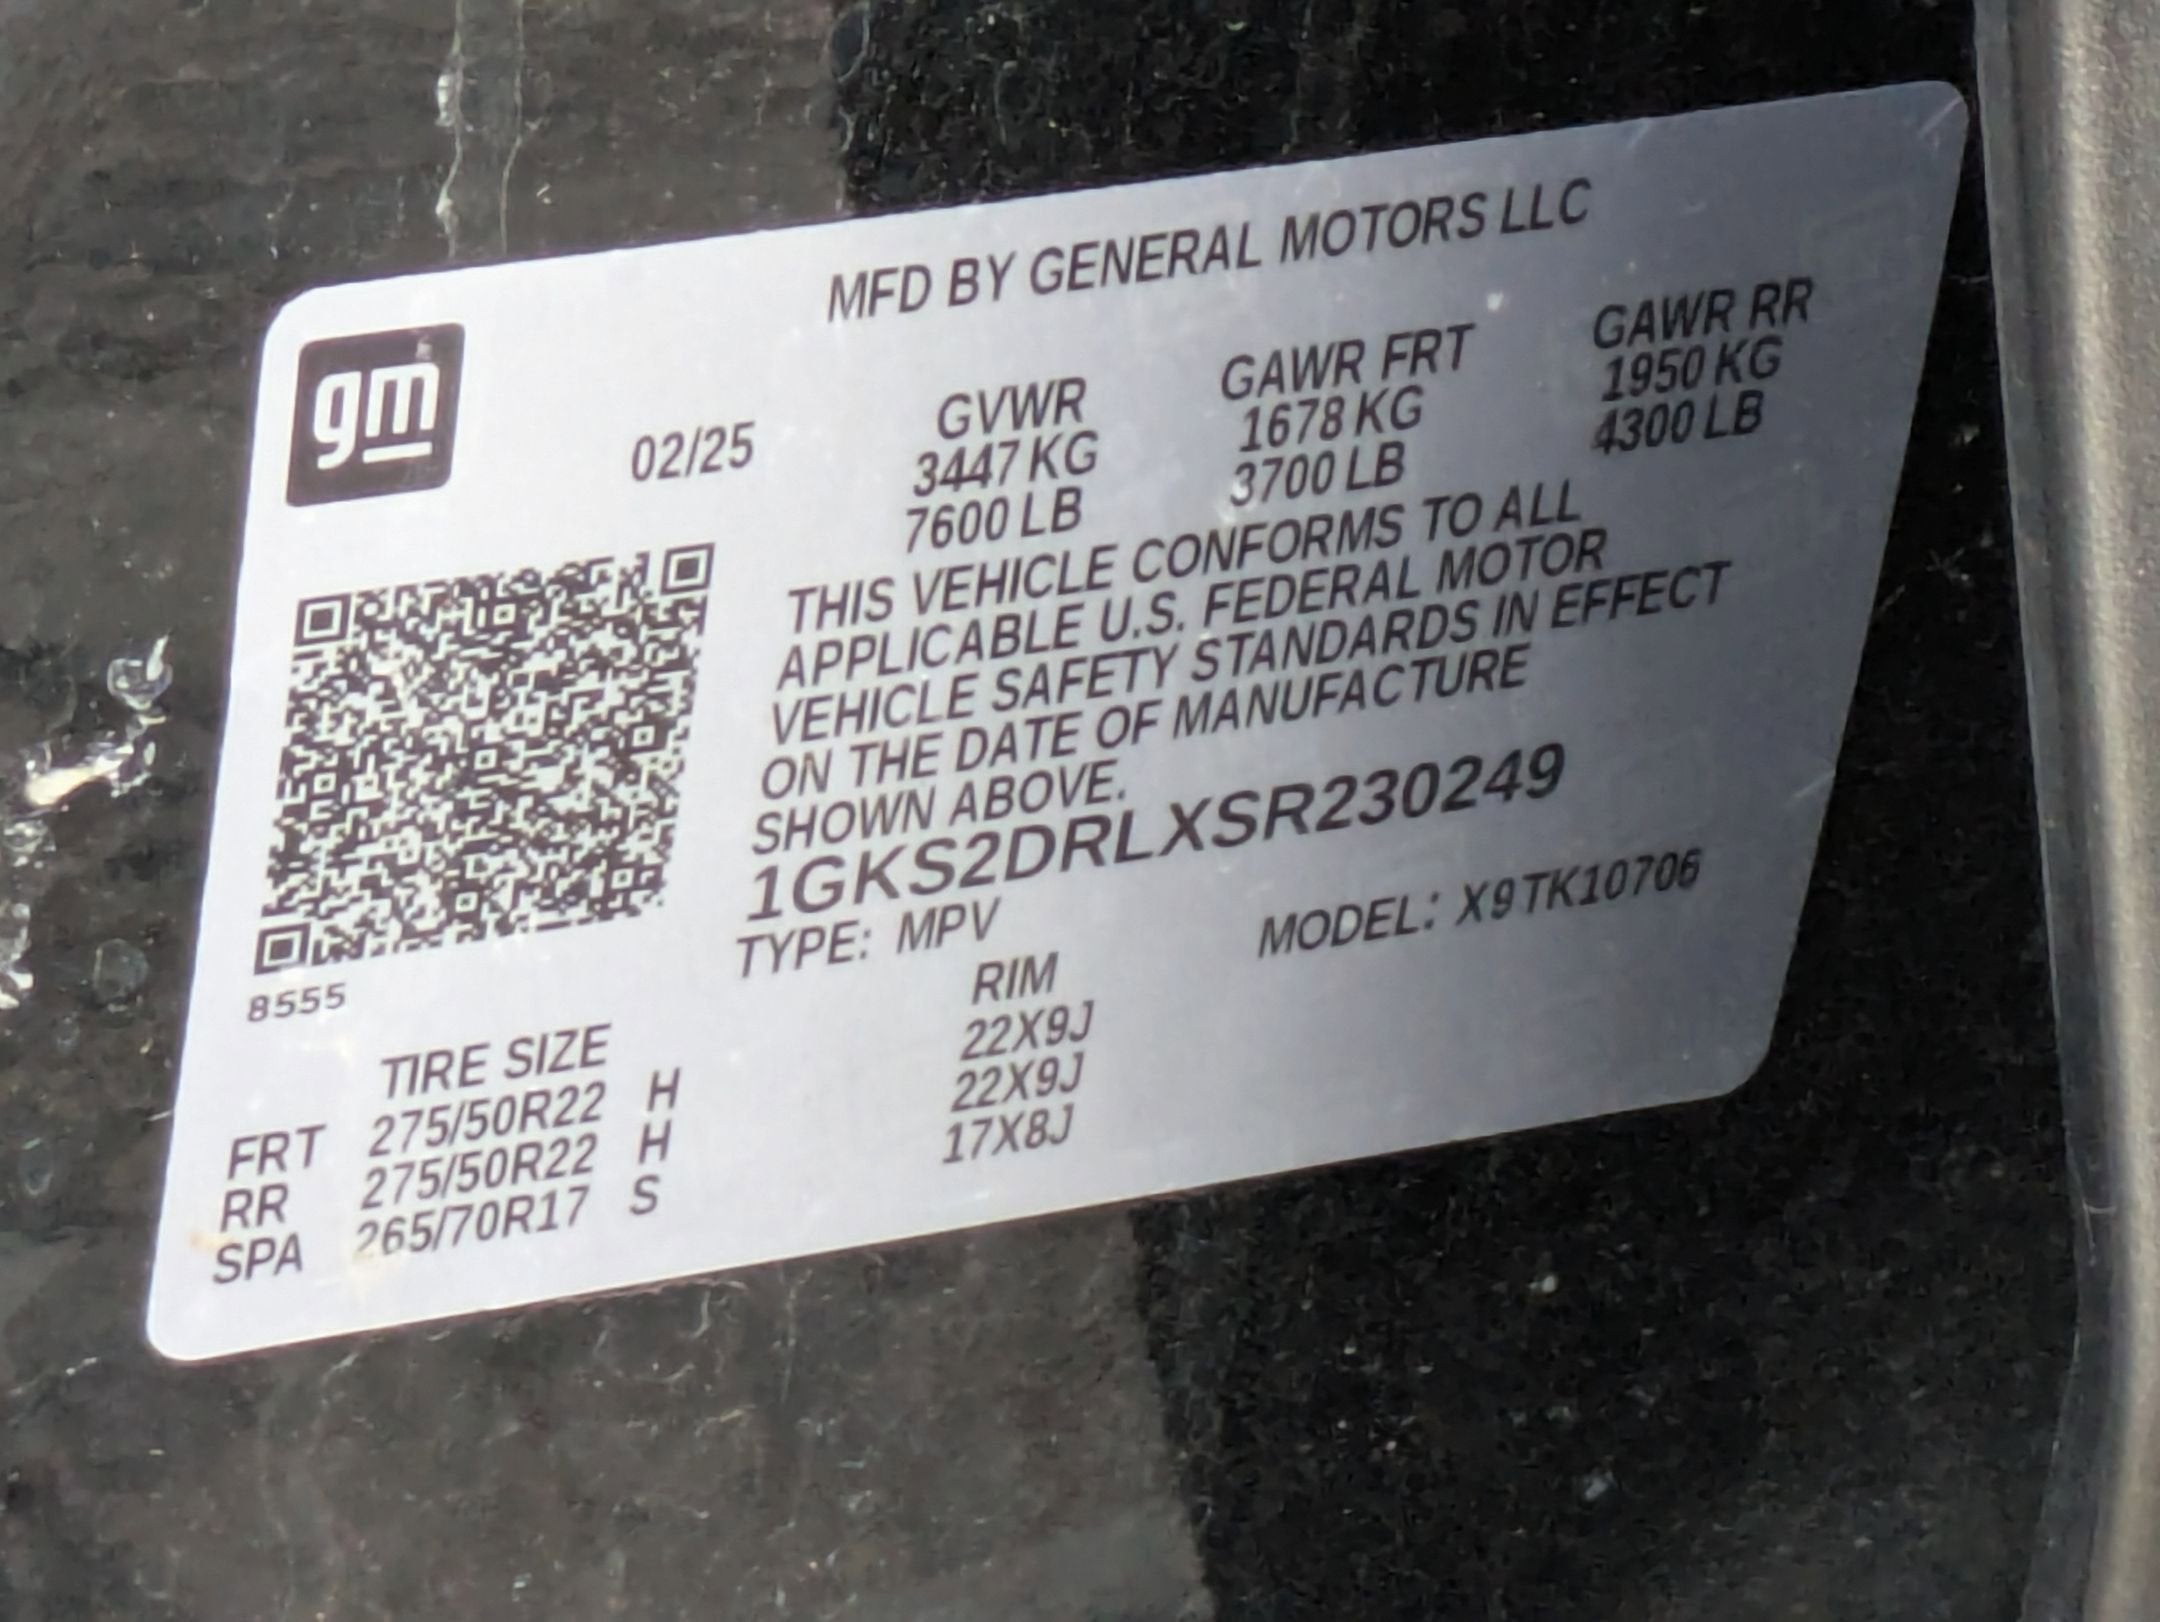 MFD BY GENERAL MOTORS LLC
gm
02/25
GVWR GAWR FRT GAWR RR
3447 KG 1678 KG 1950 KG
7600 LB 3700 LB 4300 LB
THIS VEHICLE CONFORMS TO ALL
APPLICABLE U.S. FEDERAL MOTOR
VEHICLE SAFETY STANDARDS IN EFFECT
ON THE DATE OF MANUFACTURE
SHOWN ABOVE.
1GKS2DRLXSR230249
TYPE: MPV MODEL: X9TK10706
8555
TIRE SIZE RIM
FRT 275/50R22 H 22X9J
RR 275/50R22 H 22X9J
SPA 265/70R17 S 17X8J